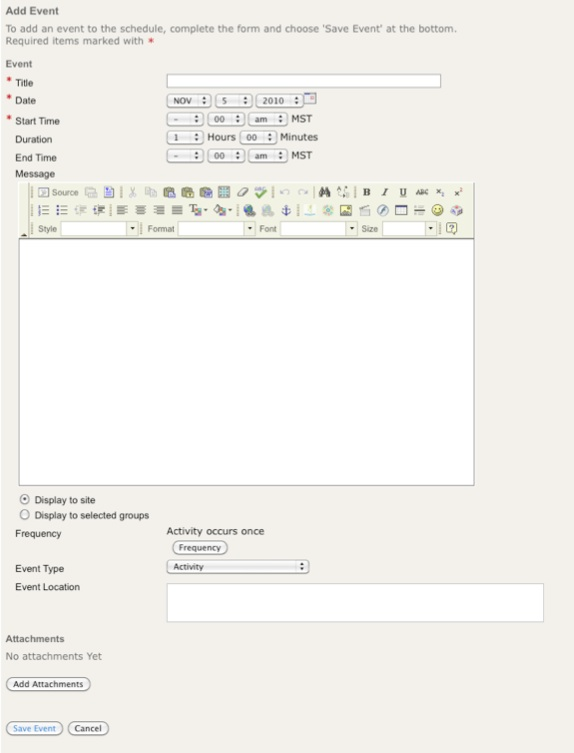 Add Event
To add an event to the schedule, complete the form and choose 'Save Event' at the bottom.
Required items marked with *
Event
* Title
* Date NOV 5 2010
* Start Time - 00 am MST
Duration 1 Hours 00 Minutes
End Time - 00 am MST
Message
Source B I U ABC x₂ x²
Style Format Font Size
Display to site
Display to selected groups
Frequency Activity occurs once
Frequency
Event Type Activity
Event Location
Attachments
No attachments Yet
Add Attachments
Save Event Cancel